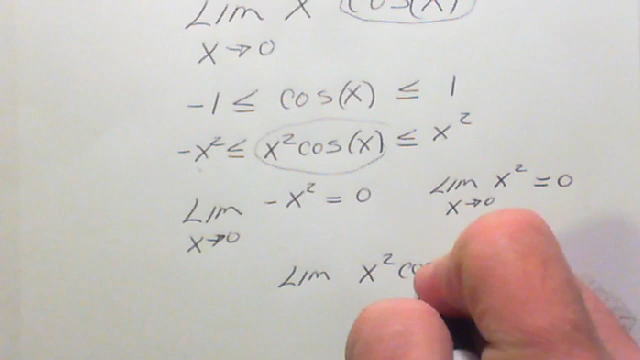 Lim x cos(x)
x→0
-1 ≤ cos(x) ≤ 1
-x² ≤ x²cos(x) ≤ x²
Lim -x² = 0 Lim x² = 0
x→0 x→0
Lim x²co